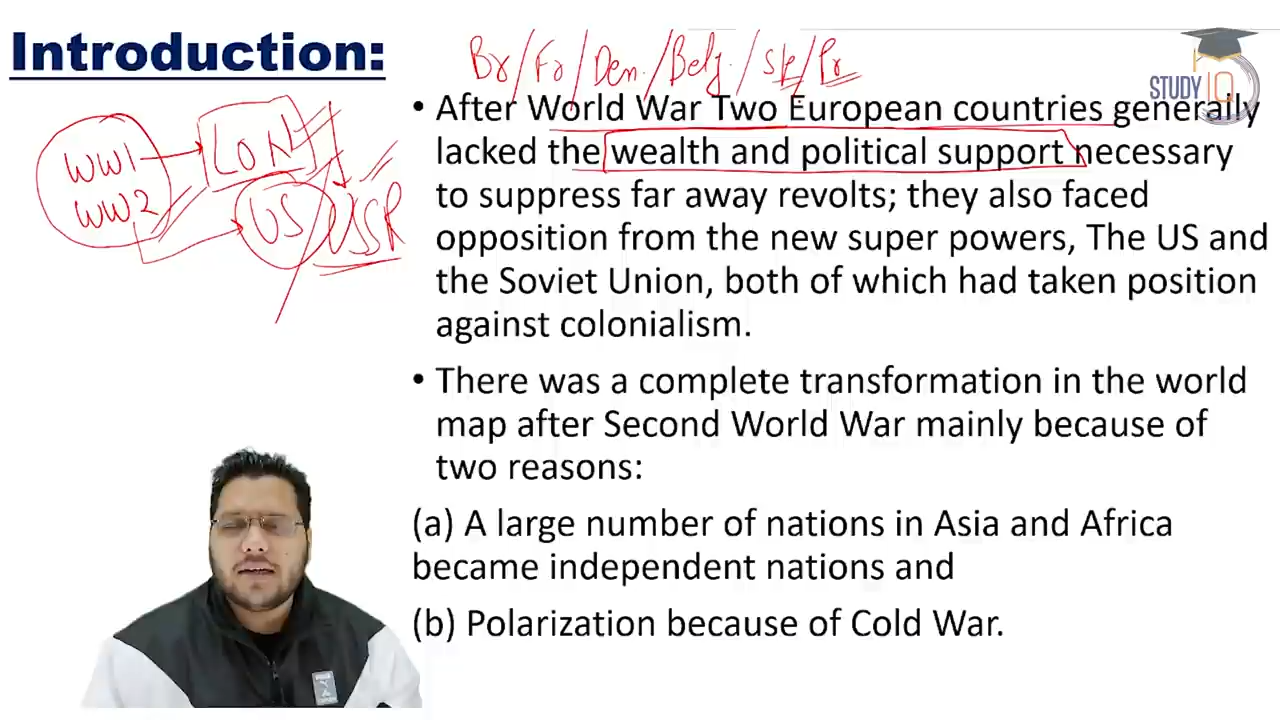 Introduction:
Br/Fr/Den./Belj./Sp/Pr
STUDY IQ
WW1
WW2
LON
US/USSR
• After World War Two European countries generally
lacked the wealth and political support necessary
to suppress far away revolts; they also faced
opposition from the new super powers, The US and
the Soviet Union, both of which had taken position
against colonialism.
• There was a complete transformation in the world
map after Second World War mainly because of
two reasons:
(a) A large number of nations in Asia and Africa
became independent nations and
(b) Polarization because of Cold War.